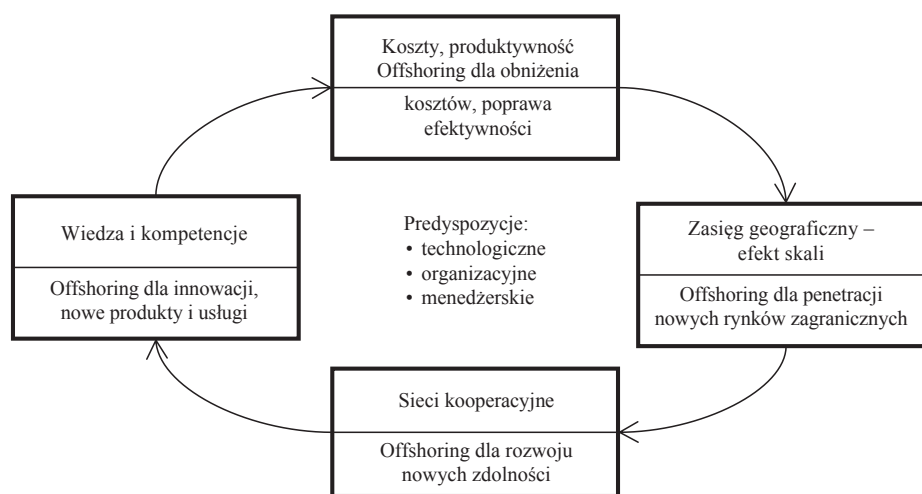 Koszty, produktywność
Offshoring dla obniżenia
kosztów, poprawa
efektywności
Wiedza i kompetencje
Offshoring dla innowacji,
nowe produkty i usługi
Predyspozycje:
• technologiczne
• organizacyjne
• menedżerskie
Zasięg geograficzny –
efekt skali
Offshoring dla penetracji
nowych rynków zagranicznych
Sieci kooperacyjne
Offshoring dla rozwoju
nowych zdolności